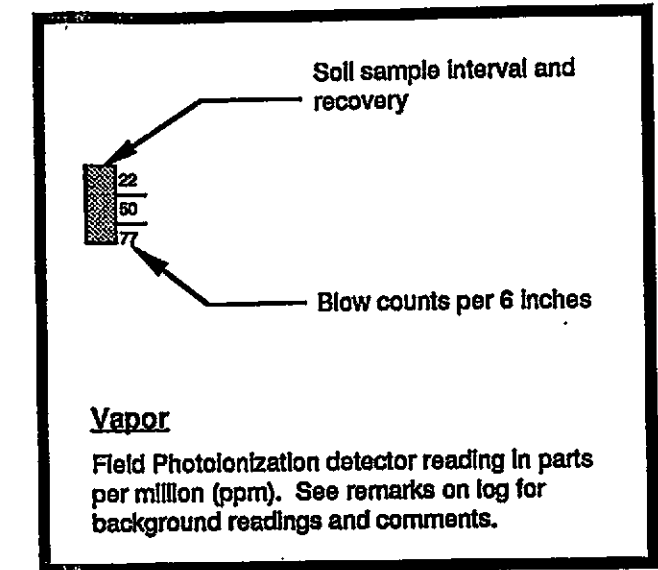 Soil sample interval and
recovery
22
50
77
Blow counts per 6 inches
Vapor
Field Photoionization detector reading in parts
per million (ppm). See remarks on log for
background readings and comments.